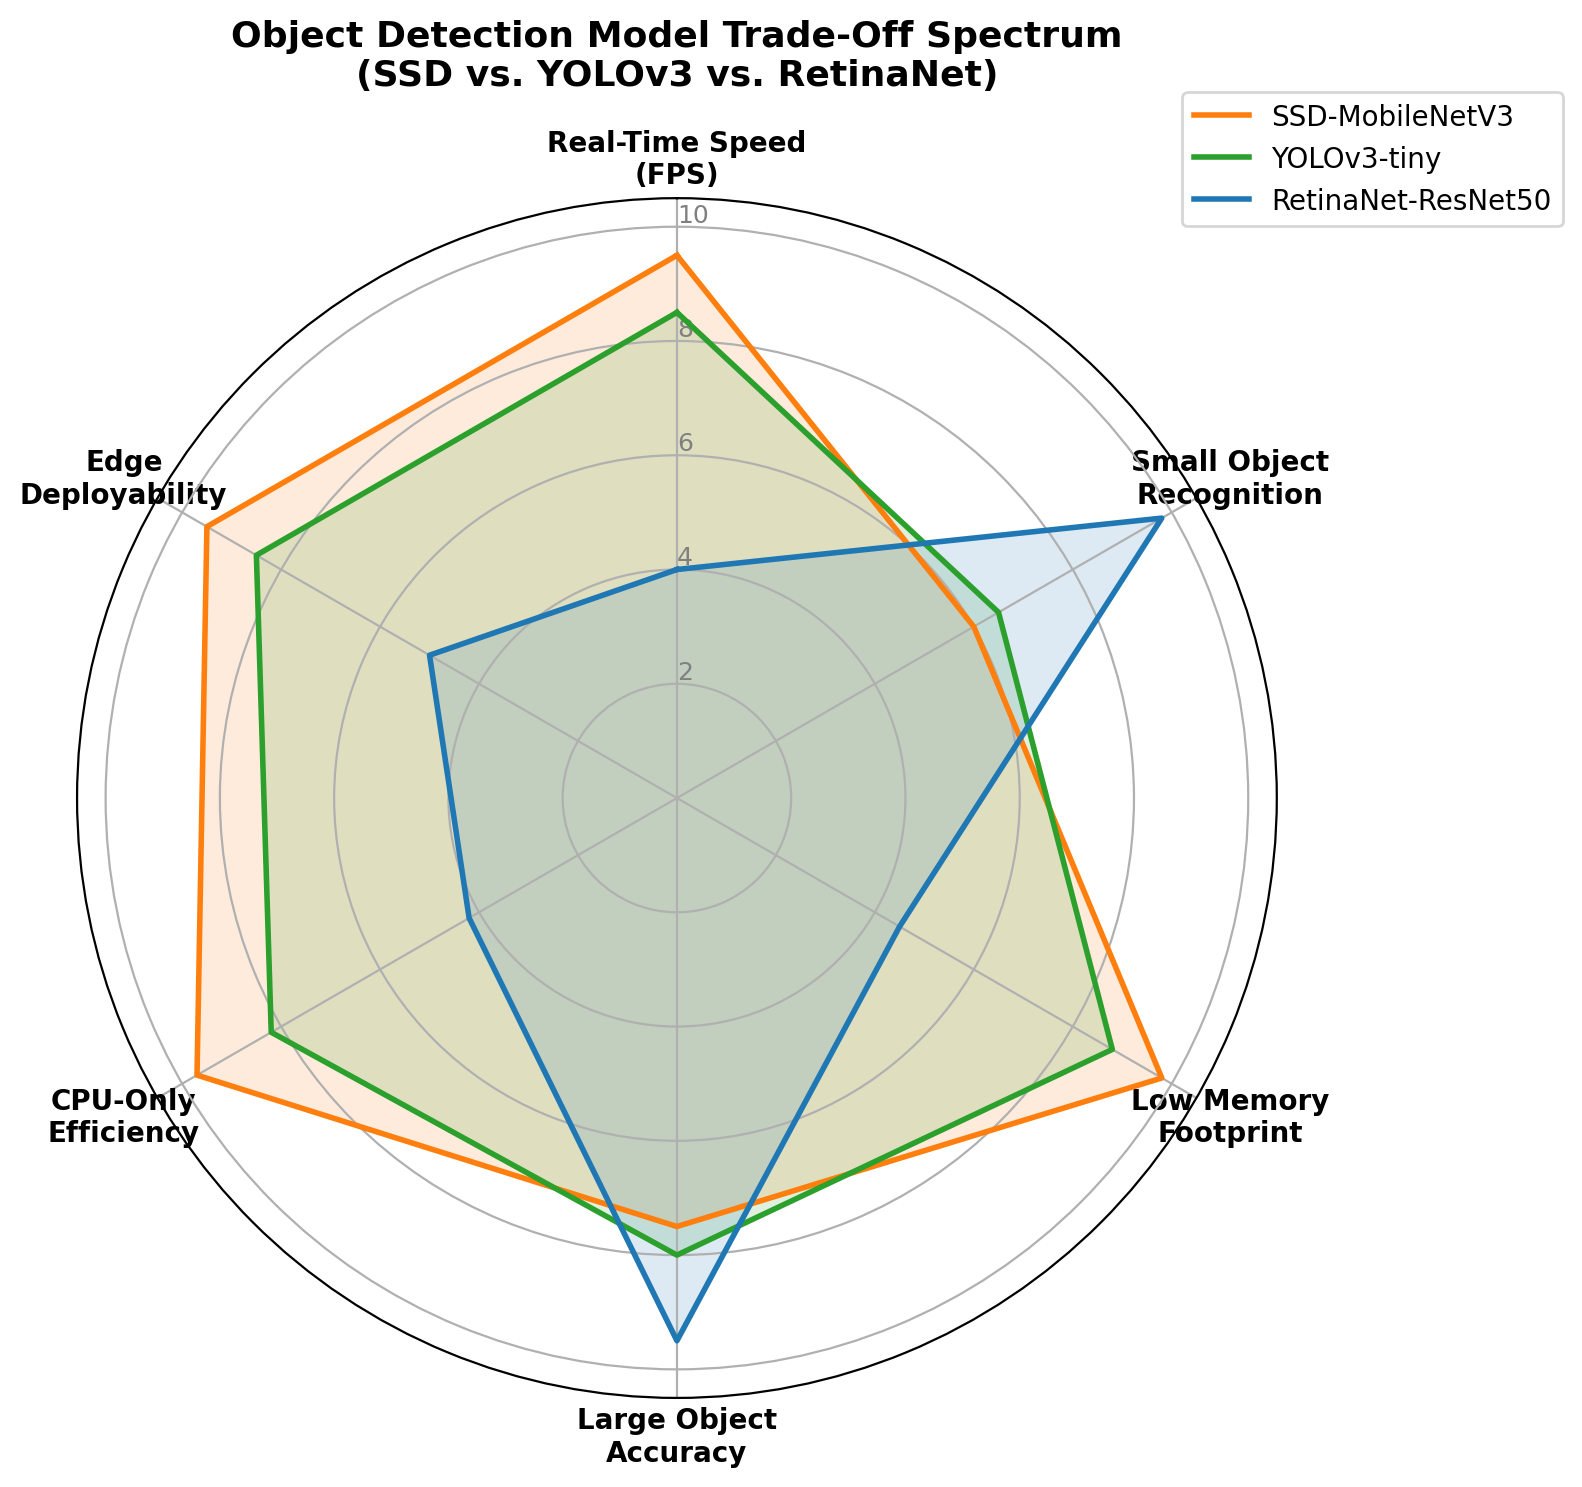 Object Detection Model Trade-Off Spectrum
(SSD vs. YOLOv3 vs. RetinaNet)
SSD-MobileNetV3
YOLOv3-tiny
RetinaNet-ResNet50
Real-Time Speed
(FPS)
10
8
6
4
2
Edge
Deployability
Small Object
Recognition
CPU-Only
Efficiency
Low Memory
Footprint
Large Object
Accuracy